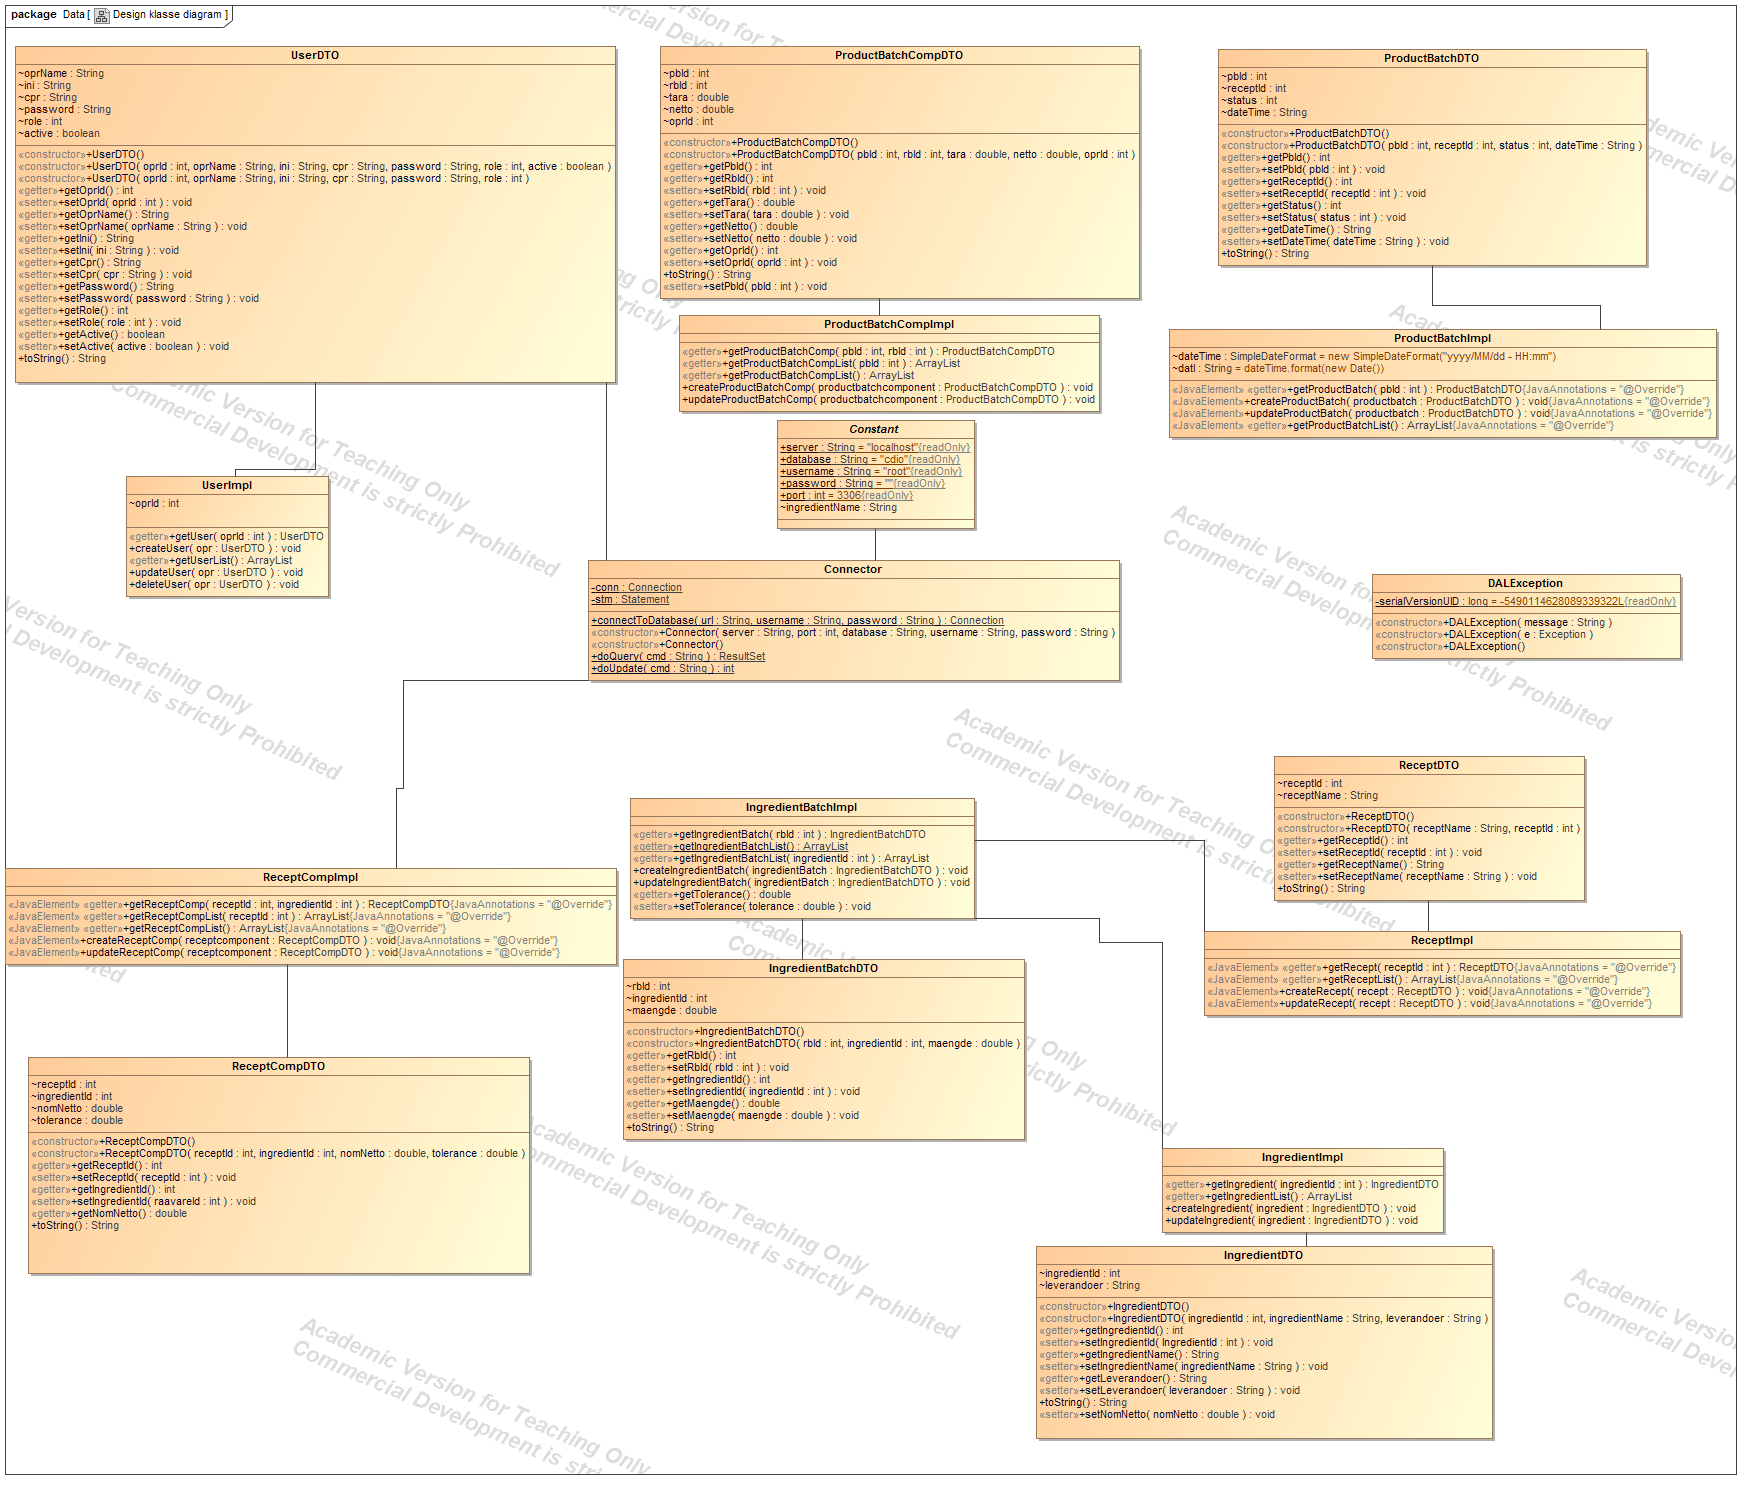 package Data [ Design klasse diagram ]
UserDTO
~oprName : String
~ini : String
~cpr : String
~password : String
~role : int
~active : boolean
«constructor»+UserDTO()
«constructor»+UserDTO( oprId : int, oprName : String, ini : String, cpr : String, password : String, role : int, active : boolean )
«constructor»+UserDTO( oprId : int, oprName : String, ini : String, cpr : String, password : String, role : int )
«getter»+getOprId() : int
«setter»+setOprId( oprId : int ) : void
«getter»+getOprName() : String
«setter»+setOprName( oprName : String ) : void
«getter»+getIni() : String
«setter»+setIni( ini : String ) : void
«getter»+getCpr() : String
«setter»+setCpr( cpr : String ) : void
«getter»+getPassword() : String
«setter»+setPassword( password : String ) : void
«getter»+getRole() : int
«setter»+setRole( role : int ) : void
«getter»+getActive() : boolean
«setter»+setActive( active : boolean ) : void
+toString() : String
ProductBatchCompDTO
~pbId : int
~rbId : int
~tara : double
~netto : double
~oprId : int
«constructor»+ProductBatchCompDTO()
«constructor»+ProductBatchCompDTO( pbId : int, rbId : int, tara : double, netto : double, oprId : int )
«getter»+getPbId() : int
«getter»+getRbId() : int
«setter»+setRbId( rbId : int ) : void
«getter»+getTara() : double
«setter»+setTara( tara : double ) : void
«getter»+getNetto() : double
«setter»+setNetto( netto : double ) : void
«getter»+getOprId() : int
«setter»+setOprId( oprId : int ) : void
+toString() : String
«setter»+setPbId( pbId : int ) : void
ProductBatchDTO
~pbId : int
~receptId : int
~status : int
~dateTime : String
«constructor»+ProductBatchDTO()
«constructor»+ProductBatchDTO( pbId : int, receptId : int, status : int, dateTime : String )
«getter»+getPbId() : int
«setter»+setPbId( pbId : int ) : void
«getter»+getReceptId() : int
«setter»+setReceptId( receptId : int ) : void
«getter»+getStatus() : int
«setter»+setStatus( status : int ) : void
«getter»+getDateTime() : String
«setter»+setDateTime( dateTime : String ) : void
+toString() : String
ProductBatchCompImpl
«getter»+getProductBatchComp( pbId : int, rbId : int ) : ProductBatchCompDTO
«getter»+getProductBatchCompList( pbId : int ) : ArrayList
«getter»+getProductBatchCompList() : ArrayList
+createProductBatchComp( productbatchcomponent : ProductBatchCompDTO ) : void
+updateProductBatchComp( productbatchcomponent : ProductBatchCompDTO ) : void
ProductBatchImpl
~dateTime : SimpleDateFormat = new SimpleDateFormat("yyyy/MM/dd - HH:mm")
~datI : String = dateTime.format(new Date())
«JavaElement» «getter»+getProductBatch( pbId : int ) : ProductBatchDTO{JavaAnnotations = "@Override"}
«JavaElement»+createProductBatch( productbatch : ProductBatchDTO ) : void{JavaAnnotations = "@Override"}
«JavaElement»+updateProductBatch( productbatch : ProductBatchDTO ) : void{JavaAnnotations = "@Override"}
«JavaElement» «getter»+getProductBatchList() : ArrayList{JavaAnnotations = "@Override"}
Constant
+server : String = "localhost"{readOnly}
+database : String = "cdio"{readOnly}
+username : String = "root"{readOnly}
+password : String = ""{readOnly}
+port : int = 3306{readOnly}
~ingredientName : String
UserImpl
~oprId : int
«getter»+getUser( oprId : int ) : UserDTO
+createUser( opr : UserDTO ) : void
«getter»+getUserList() : ArrayList
+updateUser( opr : UserDTO ) : void
+deleteUser( opr : UserDTO ) : void
Connector
-conn : Connection
-stm : Statement
+connectToDatabase( url : String, username : String, password : String ) : Connection
«constructor»+Connector( server : String, port : int, database : String, username : String, password : String )
«constructor»+Connector()
+doQuery( cmd : String ) : ResultSet
+doUpdate( cmd : String ) : int
DALException
-serialVersionUID : long = -5490114628089339322L{readOnly}
«constructor»+DALException( message : String )
«constructor»+DALException( e : Exception )
«constructor»+DALException()
ReceptDTO
~receptId : int
~receptName : String
«constructor»+ReceptDTO()
«constructor»+ReceptDTO( receptName : String, receptId : int )
«getter»+getReceptId() : int
«setter»+setReceptId( receptId : int ) : void
«getter»+getReceptName() : String
«setter»+setReceptName( receptName : String ) : void
+toString() : String
IngredientBatchImpl
«getter»+getIngredientBatch( rbId : int ) : IngredientBatchDTO
«getter»+getIngredientBatchList() : ArrayList
«getter»+getIngredientBatchList( ingredientId : int ) : ArrayList
+createIngredientBatch( ingredientBatch : IngredientBatchDTO ) : void
+updateIngredientBatch( ingredientBatch : IngredientBatchDTO ) : void
«getter»+getTolerance() : double
«setter»+setTolerance( tolerance : double ) : void
ReceptCompImpl
«JavaElement» «getter»+getReceptComp( receptId : int, ingredientId : int ) : ReceptCompDTO{JavaAnnotations = "@Override"}
«JavaElement» «getter»+getReceptCompList( receptId : int ) : ArrayList{JavaAnnotations = "@Override"}
«JavaElement» «getter»+getReceptCompList() : ArrayList{JavaAnnotations = "@Override"}
«JavaElement»+createReceptComp( receptcomponent : ReceptCompDTO ) : void{JavaAnnotations = "@Override"}
«JavaElement»+updateReceptComp( receptcomponent : ReceptCompDTO ) : void{JavaAnnotations = "@Override"}
ReceptImpl
«JavaElement» «getter»+getRecept( receptId : int ) : ReceptDTO{JavaAnnotations = "@Override"}
«JavaElement» «getter»+getReceptList() : ArrayList{JavaAnnotations = "@Override"}
«JavaElement»+createRecept( recept : ReceptDTO ) : void{JavaAnnotations = "@Override"}
«JavaElement»+updateRecept( recept : ReceptDTO ) : void{JavaAnnotations = "@Override"}
IngredientBatchDTO
~rbId : int
~ingredientId : int
~maengde : double
«constructor»+IngredientBatchDTO()
«constructor»+IngredientBatchDTO( rbId : int, ingredientId : int, maengde : double )
«getter»+getRbId() : int
«setter»+setRbId( rbId : int ) : void
«getter»+getIngredientId() : int
«setter»+setIngredientId( ingredientId : int ) : void
«getter»+getMaengde() : double
«setter»+setMaengde( maengde : double ) : void
+toString() : String
ReceptCompDTO
~receptId : int
~ingredientId : int
~nomNetto : double
~tolerance : double
«constructor»+ReceptCompDTO()
«constructor»+ReceptCompDTO( receptId : int, ingredientId : int, nomNetto : double, tolerance : double )
«getter»+getReceptId() : int
«setter»+setReceptId( receptId : int ) : void
«getter»+getIngredientId() : int
«setter»+setIngredientId( raavareId : int ) : void
«getter»+getNomNetto() : double
+toString() : String
IngredientImpl
«getter»+getIngredient( ingredientId : int ) : IngredientDTO
«getter»+getIngredientList() : ArrayList
+createIngredient( ingredient : IngredientDTO ) : void
+updateIngredient( ingredient : IngredientDTO ) : void
IngredientDTO
~ingredientId : int
~leverandoer : String
«constructor»+IngredientDTO()
«constructor»+IngredientDTO( ingredientId : int, ingredientName : String, leverandoer : String )
«getter»+getIngredientId() : int
«setter»+setIngredientId( IngredientId : int ) : void
«getter»+getIngredientName() : String
«setter»+setIngredientName( ingredientName : String ) : void
«getter»+getLeverandoer() : String
«setter»+setLeverandoer( leverandoer : String ) : void
+toString() : String
«setter»+setNomNetto( nomNetto : double ) : void
Academic Version for Teaching Only
Commercial Development is strictly Prohibited